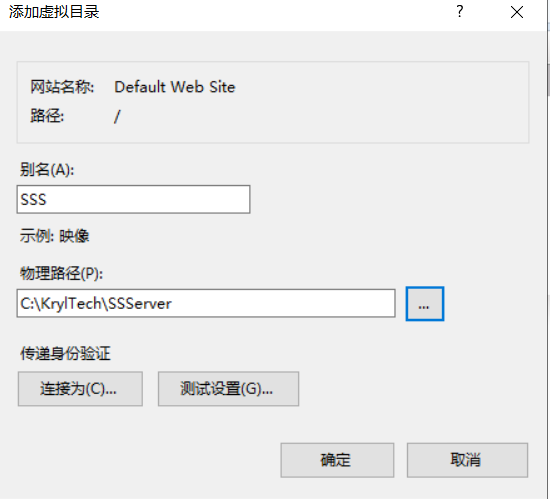 添加虚拟目录 ?
网站名称: Default Web Site
路径: /
别名(A):
SSS
示例: 映像
物理路径(P):
C:\KrylTech\SSServer ...
传递身份验证
连接为(C)... 测试设置(G)...
确定 取消